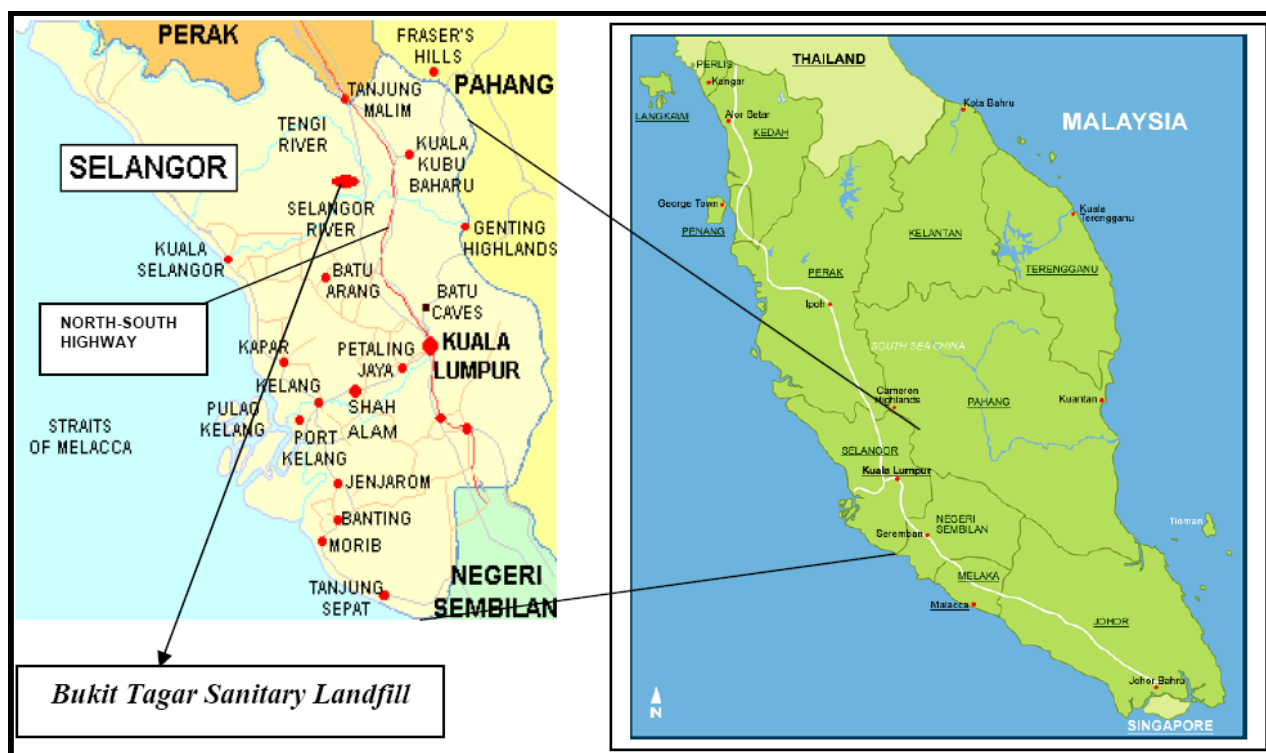 PERAK
FRASER'S
HILLS
PAHANG
TANJUNG
MALIM
TENGI
RIVER
KUALA
KUBU
BAHARU
SELANGOR
SELANGOR
RIVER
GENTING
HIGHLANDS
KUALA
SELANGOR
BATU
ARANG
BATU
CAVES
NORTH-SOUTH
HIGHWAY
KAPAR
PETALING
JAYA
KUALA
LUMPUR
KELANG
SHAH
ALAM
PULAO
KELANG
PORT
KELANG
STRAITS
OF MELACCA
JENJAROM
BANTING
MORIB
TANJUNG
SEPAT
NEGERI
SEMBILAN
Bukit Tagar Sanitary Landfill
THAILAND
PERLIS
Kangar
LANGKAWI
Alor Setar
KEDAH
Kota Bahru
MALAYSIA
George Town
PENANG
Kuala
Terengganu
KELANTAN
PERAK
TERENGGANU
Ipoh
SOUTH SEA CHINA
Cameron
Highlands
PAHANG
Kuantan
SELANGOR
Kuala Lumpur
Seremban
NEGERI
SEMBILAN
Tioman
MELAKA
Malacca
JOHOR
Johor Bahru
N
SINGAPORE